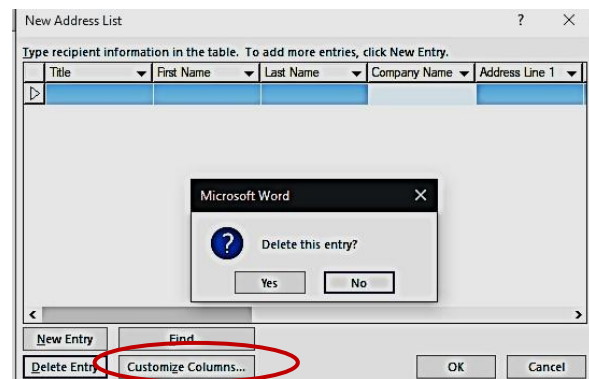 New Address List ?
Type recipient information in the table. To add more entries, click New Entry.
Title First Name Last Name Company Name Address Line 1
Microsoft Word
Delete this entry?
Yes No
New Entry Find
Delete Entry Customize Columns... OK Cancel